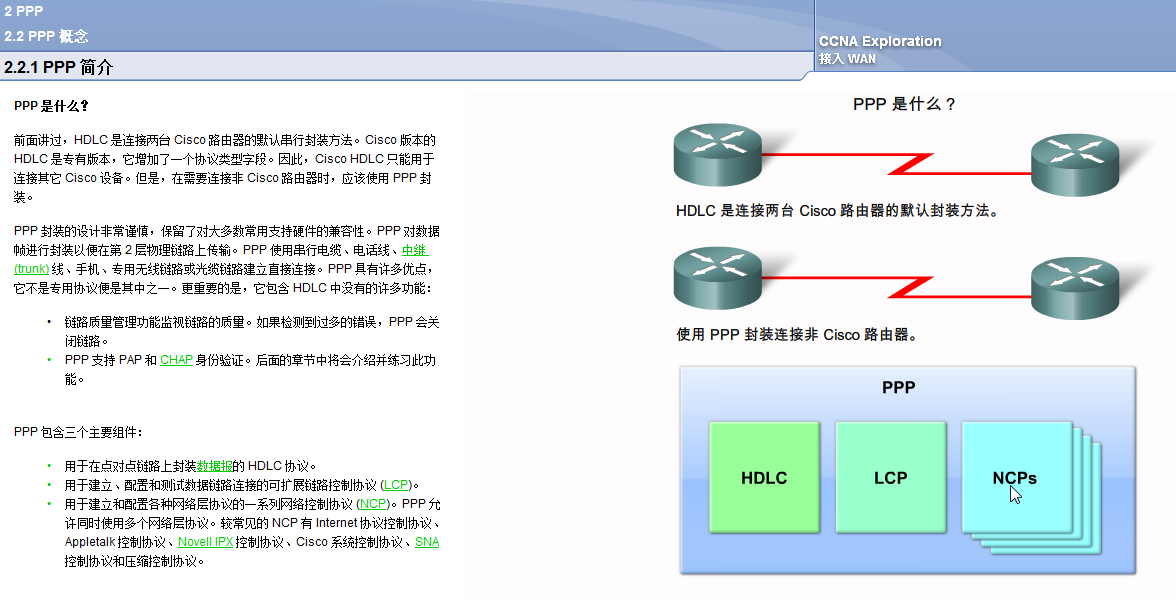 2 PPP
2.2 PPP 概念
CCNA Exploration
接入 WAN
2.2.1 PPP 简介
PPP 是什么?
前面讲过，HDLC 是连接两台 Cisco 路由器的默认串行封装方法。Cisco 版本的
HDLC 是专有版本，它增加了一个协议类型字段。因此，Cisco HDLC 只能用于
连接其它 Cisco 设备。但是，在需要连接非 Cisco 路由器时，应该使用 PPP 封
装。
PPP 封装的设计非常谨慎，保留了对大多数常用支持硬件的兼容性。PPP 对数据
帧进行封装以便在第 2 层物理链路上传输。PPP 使用串行电缆、电话线、中继
(trunk) 线、手机、专用无线链路或光缆链路建立直接连接。PPP 具有许多优点，
它不是专用协议便是其中之一。更重要的是，它包含 HDLC 中没有的许多功能：
• 链路质量管理功能监视链路的质量。如果检测到过多的错误，PPP 会关
闭链路。
• PPP 支持 PAP 和 CHAP 身份验证。后面的章节中将会介绍并练习此功
能。
PPP 包含三个主要组件：
• 用于在点对点链路上封装数据报的 HDLC 协议。
• 用于建立、配置和测试数据链路连接的可扩展链路控制协议 (LCP)。
• 用于建立和配置各种网络层协议的一系列网络控制协议 (NCP)。PPP 允
许同时使用多个网络层协议。较常见的 NCP 有 Internet 协议控制协议、
Appletalk 控制协议、Novell IPX 控制协议、Cisco 系统控制协议、SNA
控制协议和压缩控制协议。
PPP 是什么？
HDLC 是连接两台 Cisco 路由器的默认封装方法。
使用 PPP 封装连接非 Cisco 路由器。
PPP
HDLC
LCP
NCPs